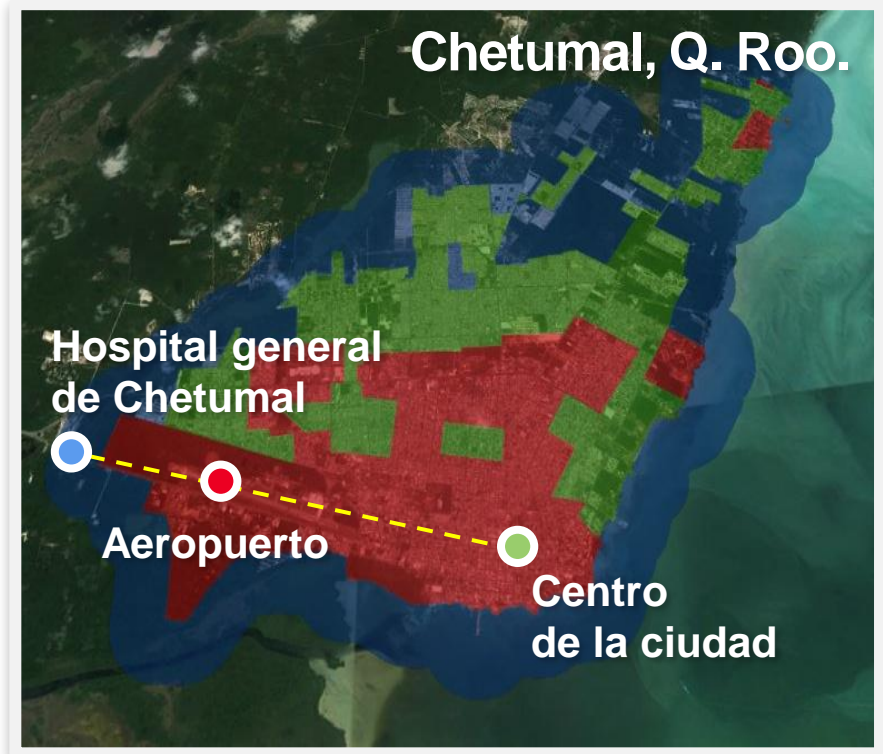 Chetumal, Q. Roo.
Hospital general
de Chetumal
Aeropuerto
Centro
de la ciudad